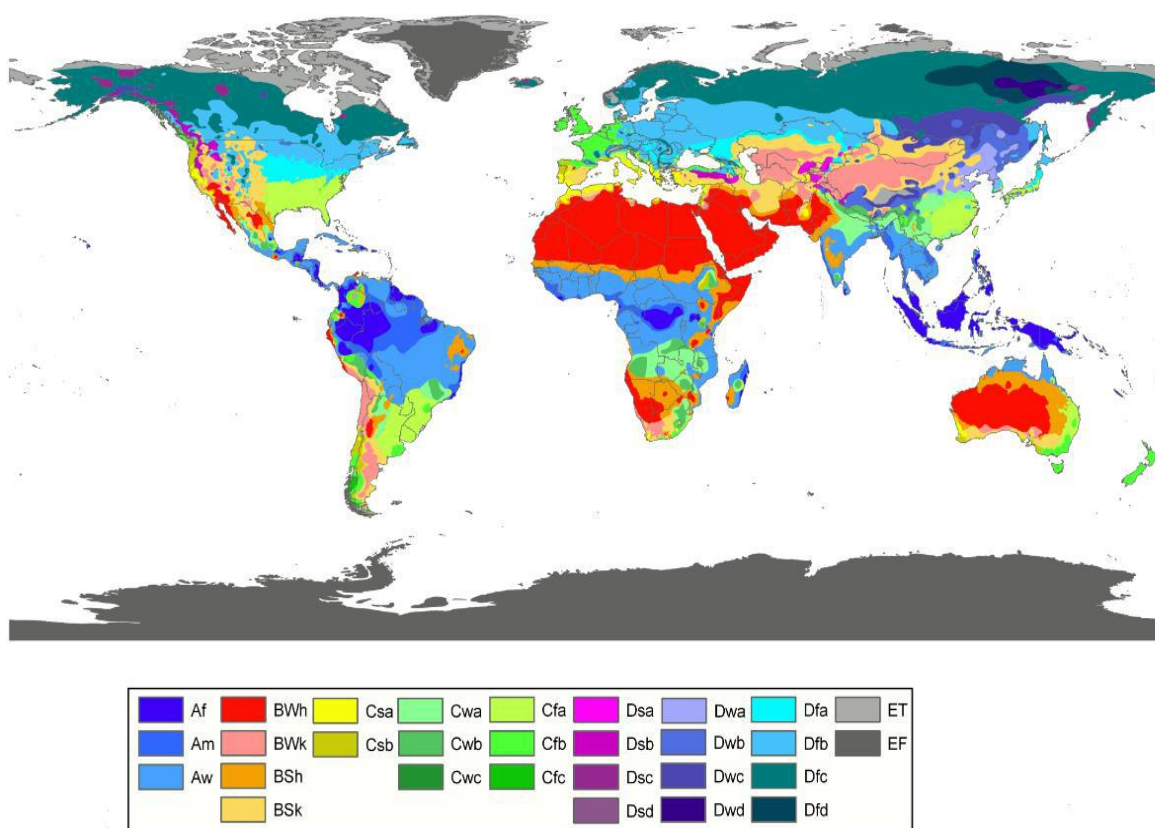 Af BWh Csa Cwa Cfa Dsa Dwa Dfa ET
Am BWk Csb Cwb Cfb Dsb Dwb Dfb EF
Aw BSh Cwc Cfc Dsc Dwc Dfc
BSk Dsd Dwd Dfd